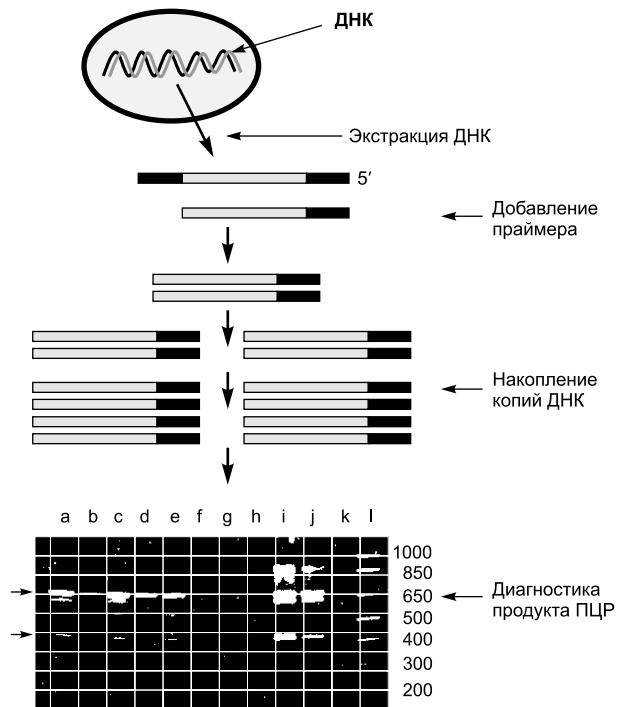 ДНК
Экстракция ДНК
5′
Добавление
праймера
Накопление
копий ДНК
a b c d e f g h i j k l
1000
850
650
500
400
300
200
Диагностика
продукта ПЦР